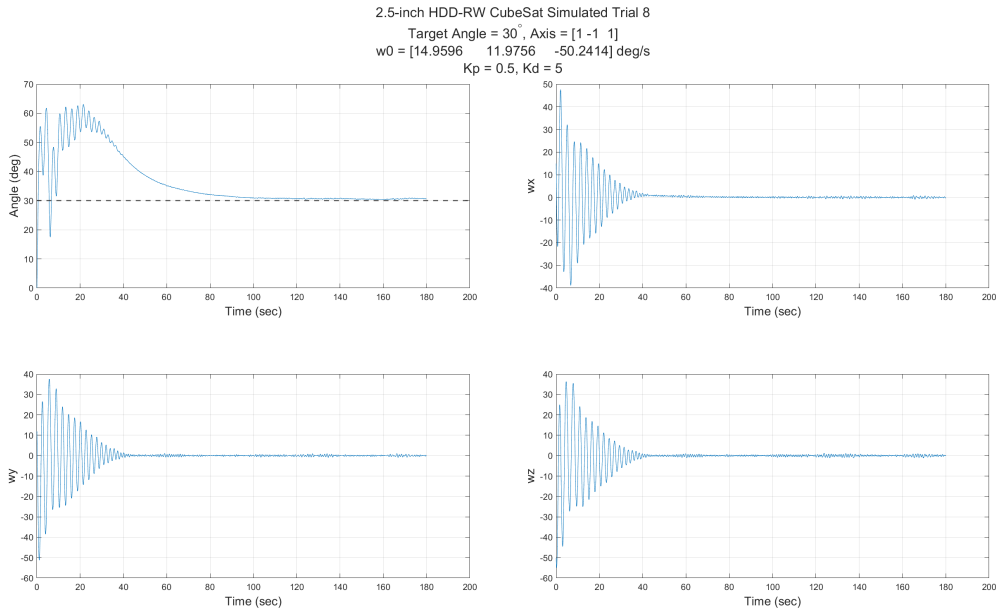 2.5-inch HDD-RW CubeSat Simulated Trial 8
Target Angle = 30°, Axis = [1 -1 1]
w0 = [14.9596 11.9756 -50.2414] deg/s
Kp = 0.5, Kd = 5
70
60
50
40
30
20
10
0
Angle (deg)
0 20 40 60 80 100 120 140 160 180 200
Time (sec)
50
40
30
20
10
0
-10
-20
-30
-40
wx
0 20 40 60 80 100 120 140 160 180 200
Time (sec)
40
30
20
10
0
-10
-20
-30
-40
-50
-60
wy
0 20 40 60 80 100 120 140 160 180 200
Time (sec)
40
30
20
10
0
-10
-20
-30
-40
-50
-60
wz
0 20 40 60 80 100 120 140 160 180 200
Time (sec)